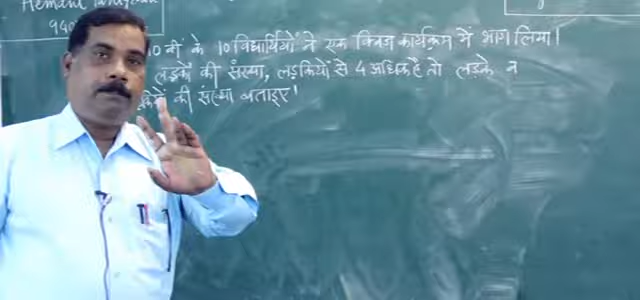 Hemant
940
10 वीं के 10 विद्यार्थियों ने एक क्विज कार्यक्रम में भाग लिया।
लड़कों की संख्या, लड़कियों से 4 अधिक है तो लड़के व
की संख्या बताइए।